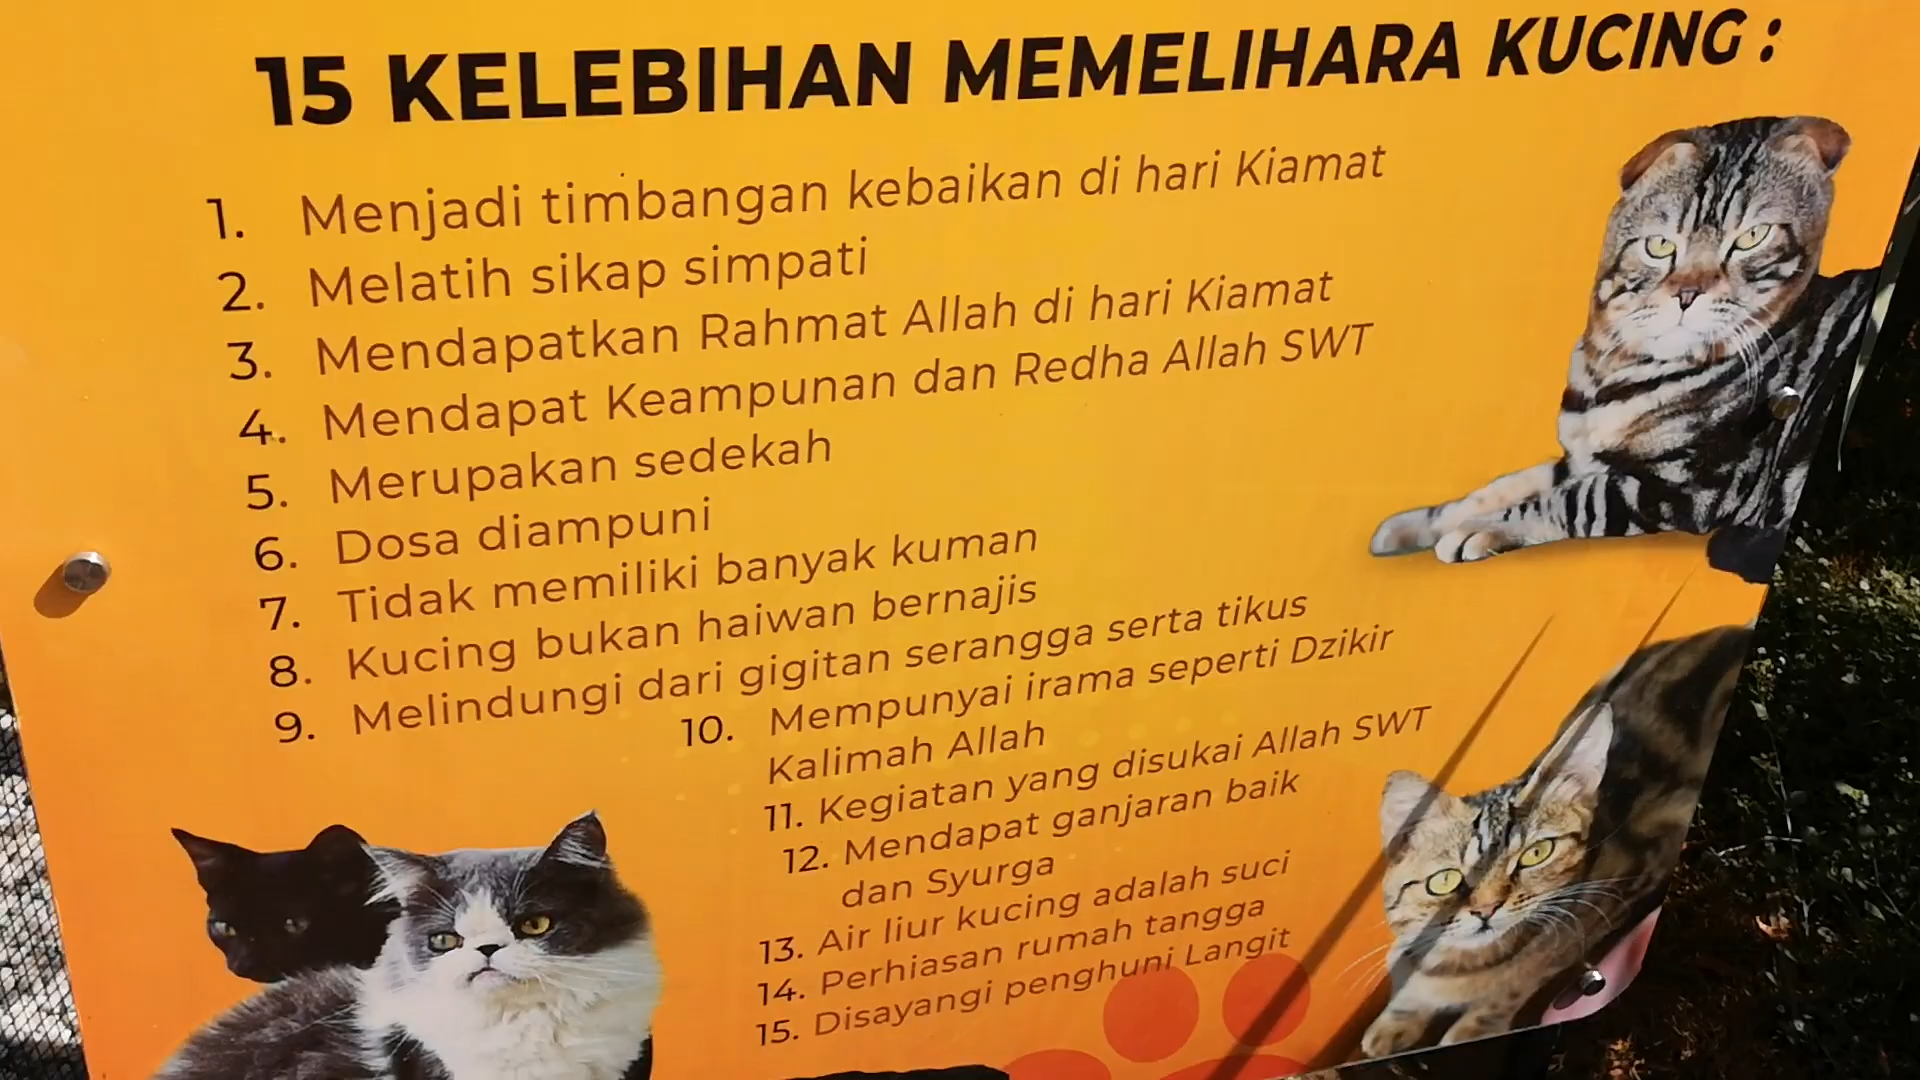 15 KELEBIHAN MEMELIHARA KUCING :
1. Menjadi timbangan kebaikan di hari Kiamat
2. Melatih sikap simpati
3. Mendapatkan Rahmat Allah di hari Kiamat
4. Mendapat Keampunan dan Redha Allah SWT
5. Merupakan sedekah
6. Dosa diampuni
7. Tidak memiliki banyak kuman
8. Kucing bukan haiwan bernajis
9. Melindungi dari gigitan serangga serta tikus
10. Mempunyai irama seperti Dzikir
Kalimah Allah
11. Kegiatan yang disukai Allah SWT
12. Mendapat ganjaran baik
dan Syurga
13. Air liur kucing adalah suci
14. Perhiasan rumah tangga
15. Disayangi penghuni Langit